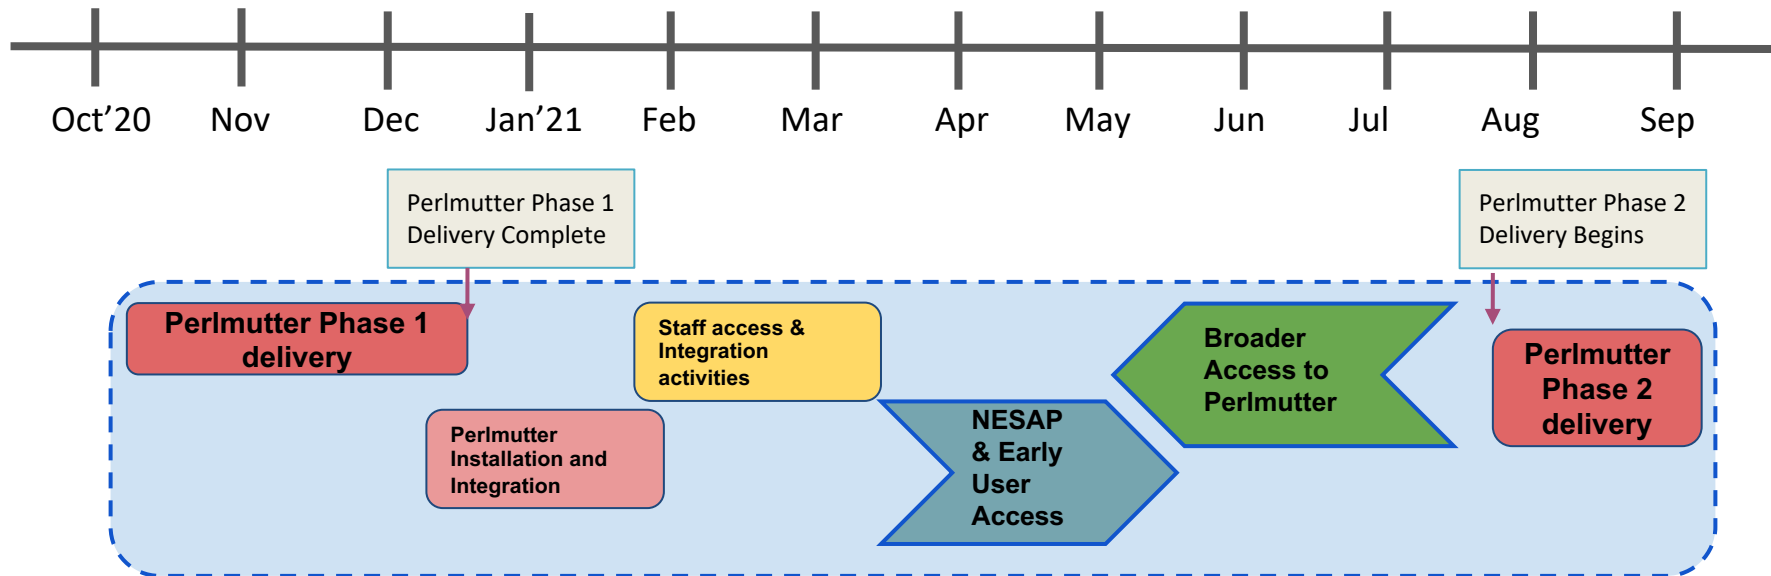 Oct’20 Nov Dec Jan’21 Feb Mar Apr May Jun Jul Aug Sep
Perlmutter Phase 1
Delivery Complete
Perlmutter Phase 2
Delivery Begins
Perlmutter Phase 1
delivery
Perlmutter
Installation and
Integration
Staff access &
Integration
activities
NESAP
& Early
User
Access
Broader
Access to
Perlmutter
Perlmutter
Phase 2
delivery